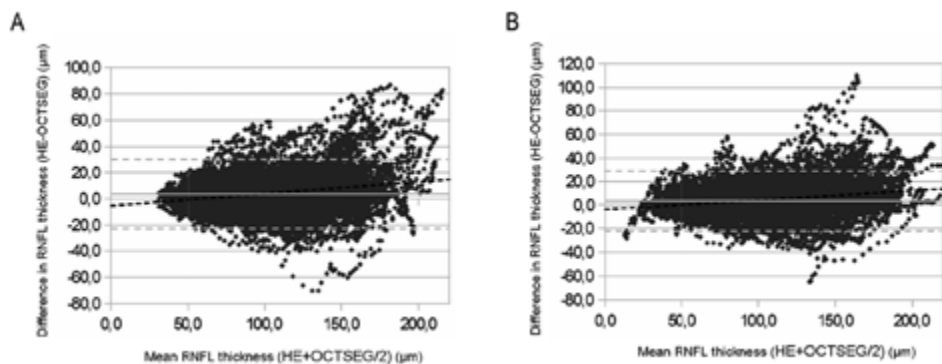 A
B
Difference in RNFL thickness (HE-OCTSEG) (µm)
100,0
80,0
60,0
40,0
20,0
0,0
-20,0
-40,0
-60,0
-80,0
0,0 50,0 100,0 150,0 200,0
Mean RNFL thickness (HE+OCTSEG/2) (µm)
Difference in RNFL thickness (HE-OCTSEG) (µm)
120,0
100,0
80,0
60,0
40,0
20,0
0,0
-20,0
-40,0
-60,0
-80,0
0,0 50,0 100,0 150,0 200,0
Mean RNFL thickness (HE+OCTSEG/2) (µm)